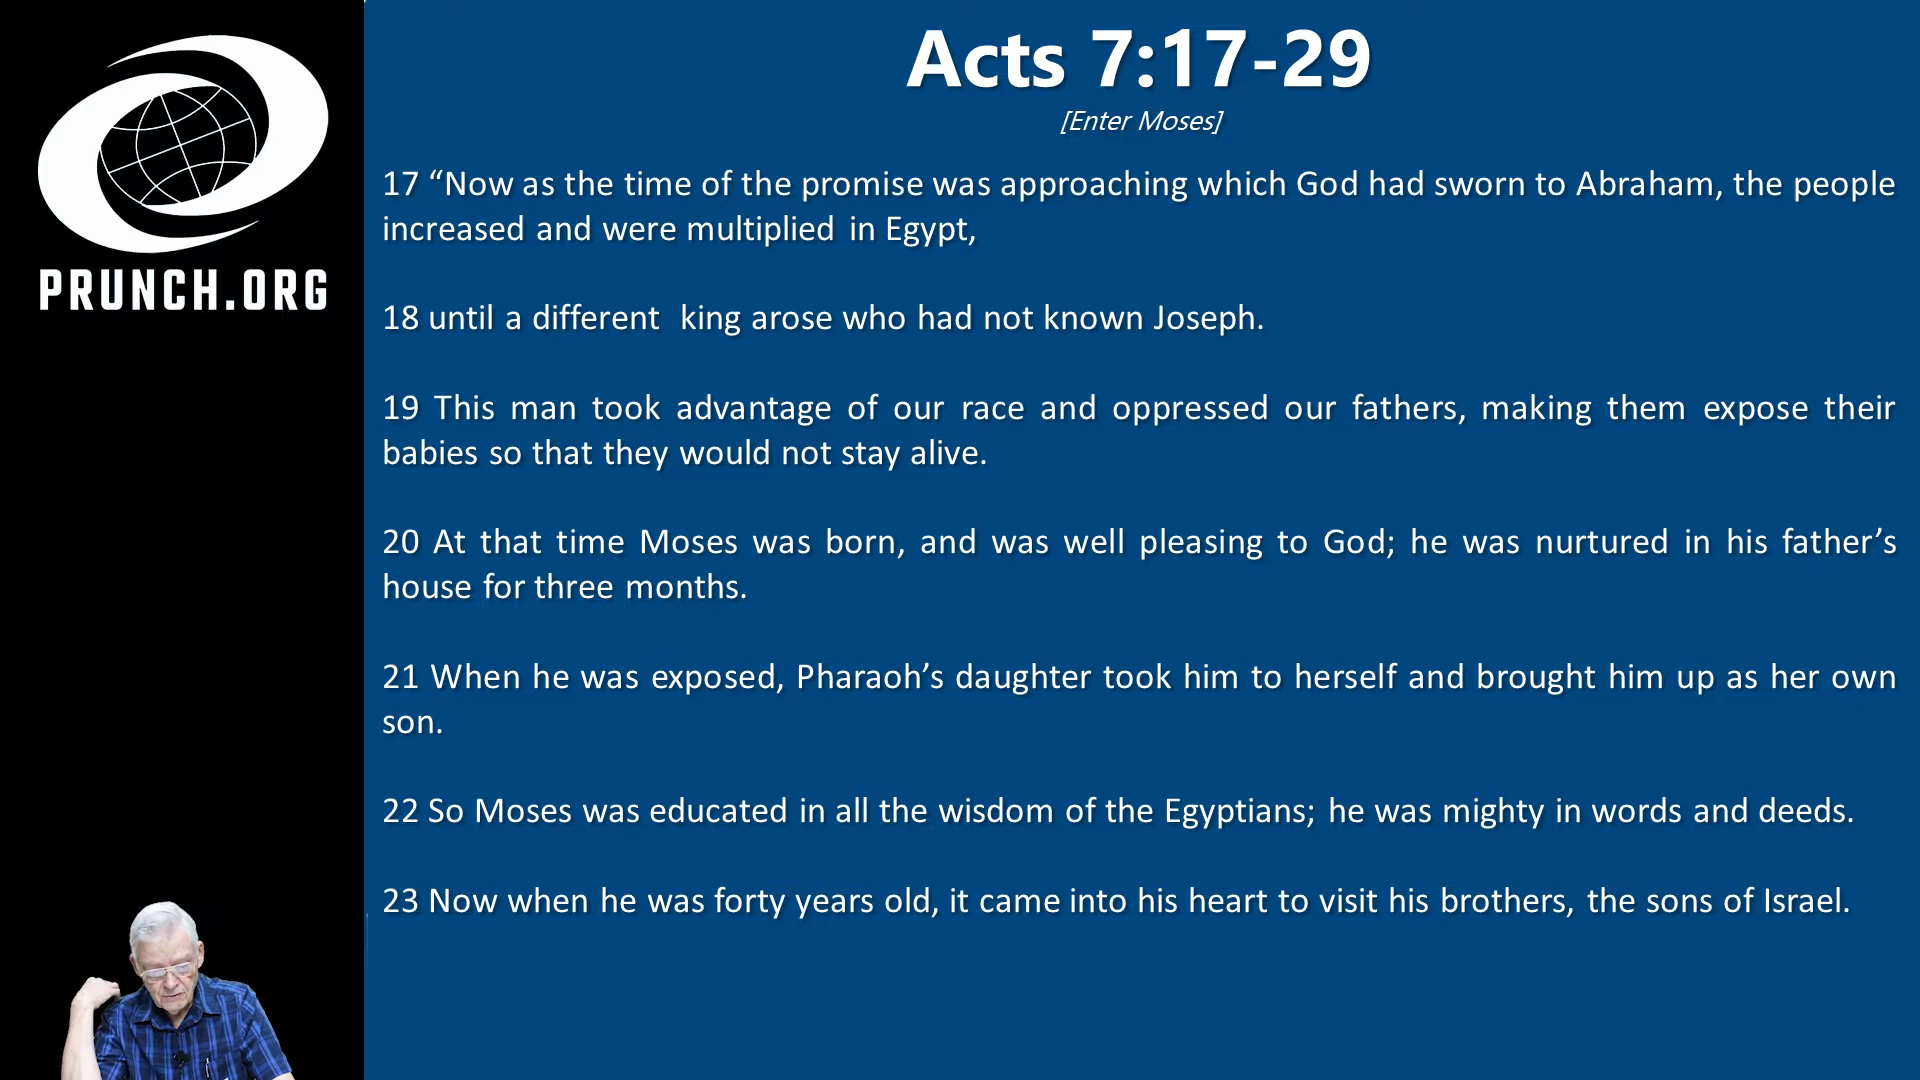 PRUNCH.ORG
Acts 7:17-29
[Enter Moses]
17 “Now as the time of the promise was approaching which God had sworn to Abraham, the people
increased and were multiplied in Egypt,
18 until a different king arose who had not known Joseph.
19 This man took advantage of our race and oppressed our fathers, making them expose their
babies so that they would not stay alive.
20 At that time Moses was born, and was well pleasing to God; he was nurtured in his father’s
house for three months.
21 When he was exposed, Pharaoh’s daughter took him to herself and brought him up as her own
son.
22 So Moses was educated in all the wisdom of the Egyptians; he was mighty in words and deeds.
23 Now when he was forty years old, it came into his heart to visit his brothers, the sons of Israel.